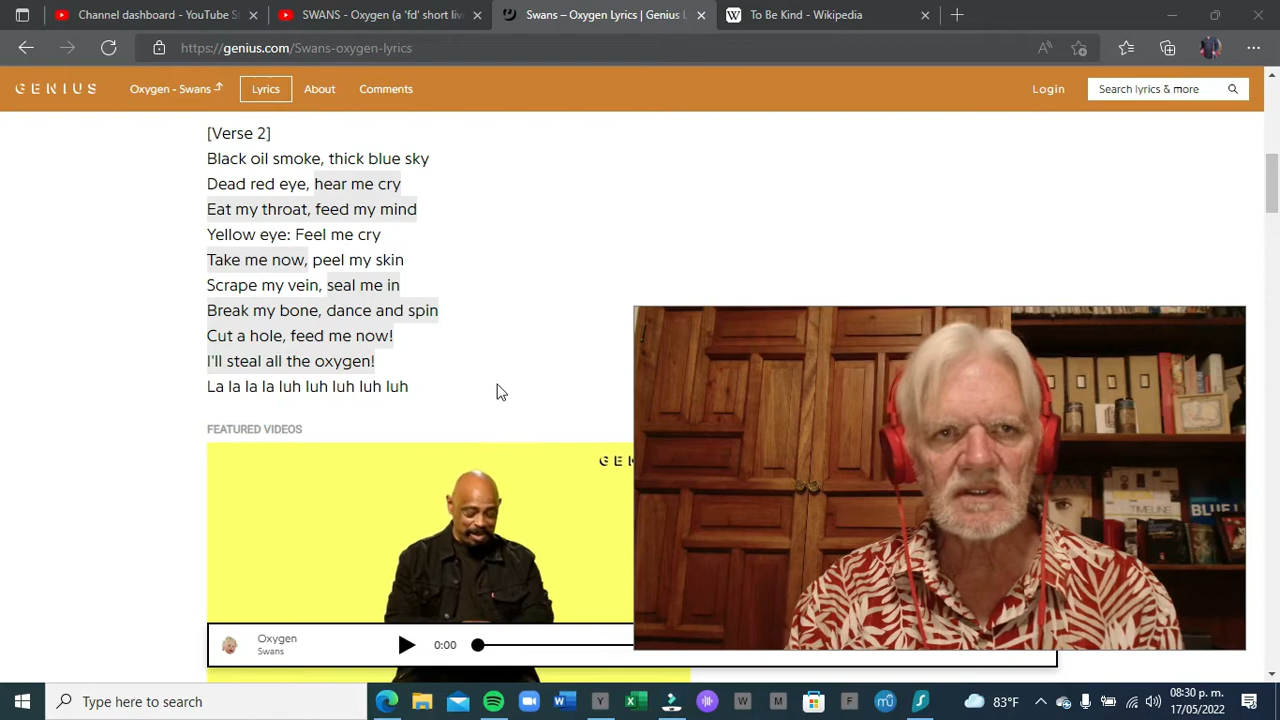 Channel dashboard - YouTube S
SWANS - Oxygen (a 'fd' short live
Swans – Oxygen Lyrics | Genius L
W To Be Kind - Wikipedia
https://genius.com/Swans-oxygen-lyrics
GENIUS
Oxygen - Swans
Lyrics
About
Comments
Login
Search lyrics & more
[Verse 2]
Black oil smoke, thick blue sky
Dead red eye, hear me cry
Eat my throat, feed my mind
Yellow eye: Feel me cry
Take me now, peel my skin
Scrape my vein, seal me in
Break my bone, dance and spin
Cut a hole, feed me now!
I'll steal all the oxygen!
La la la la luh luh luh luh luh
FEATURED VIDEOS
GEN
TIMELINE
BLUE
Oxygen
Swans
0:00
Type here to search
Y
W
M
F
83°F
08:30 p. m.
17/05/2022